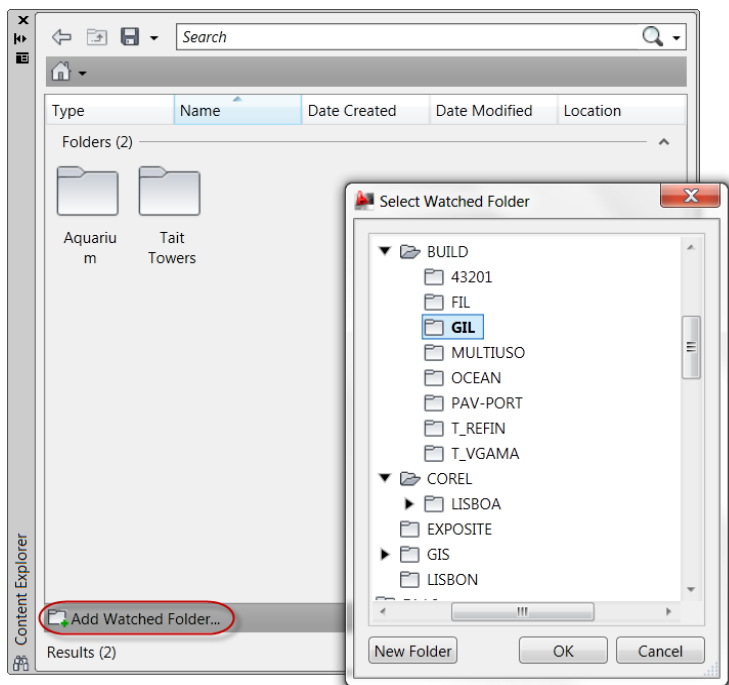 Search
Type Name Date Created Date Modified Location
Folders (2)
Aquariu
m
Tait
Towers
Add Watched Folder...
Results (2)
Content Explorer
Select Watched Folder
BUILD
43201
FIL
GIL
MULTIUSO
OCEAN
PAV-PORT
T_REFIN
T_VGAMA
COREL
LISBOA
EXPOSITE
GIS
LISBON
New Folder OK Cancel